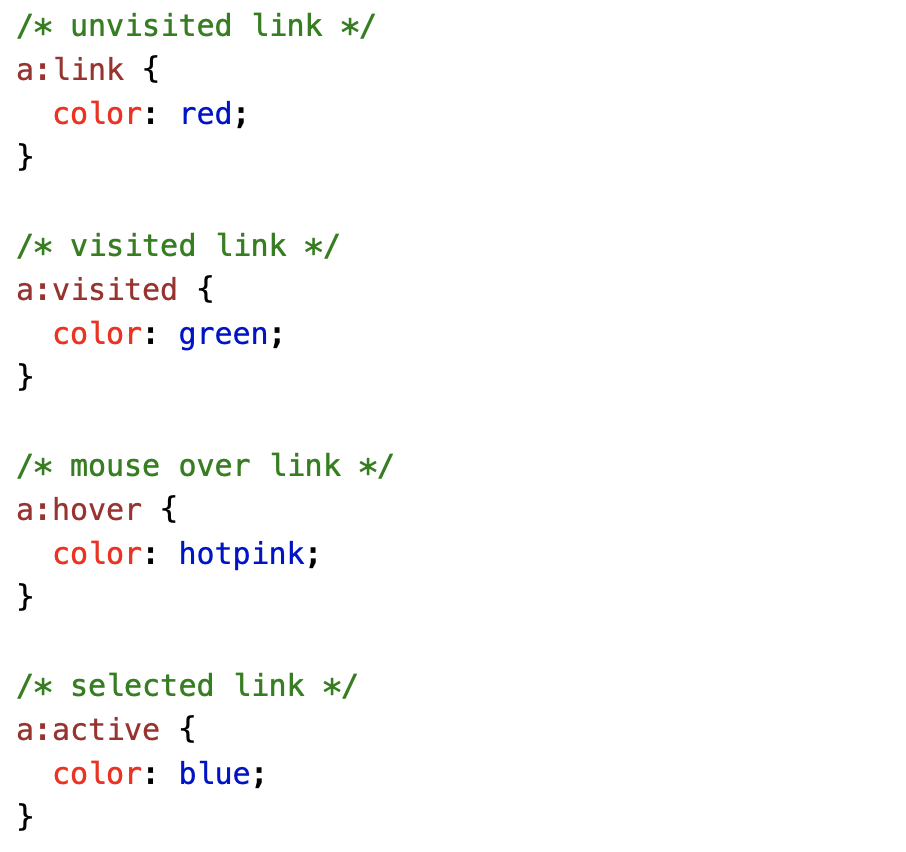 /* unvisited link */
a:link {
  color: red;
}

/* visited link */
a:visited {
  color: green;
}

/* mouse over link */
a:hover {
  color: hotpink;
}

/* selected link */
a:active {
  color: blue;
}